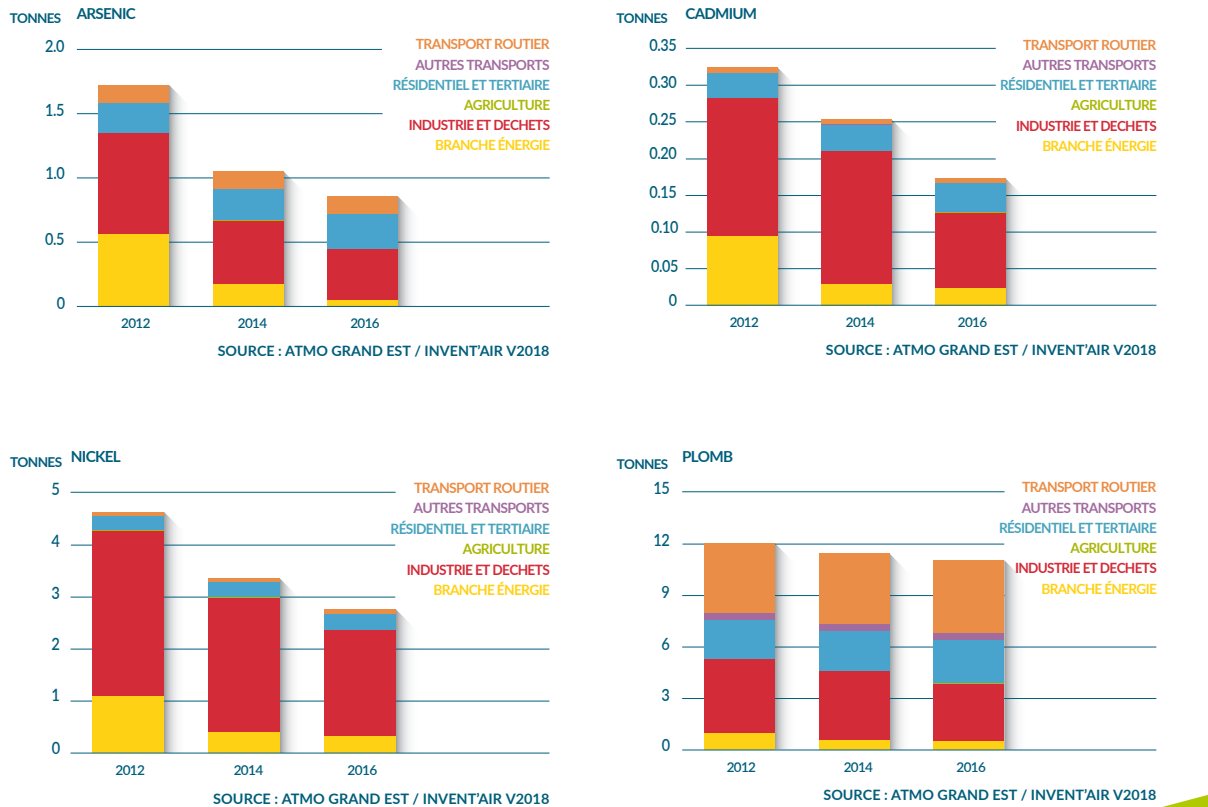 TONNES ARSENIC
2.0
1.5
1.0
0.5
0
TRANSPORT ROUTIER
AUTRES TRANSPORTS
RÉSIDENTIEL ET TERTIAIRE
AGRICULTURE
INDUSTRIE ET DECHETS
BRANCHE ÉNERGIE
2012 2014 2016
SOURCE : ATMO GRAND EST / INVENT'AIR V2018
TONNES CADMIUM
0.35
0.30
0.25
0.20
0.15
0.10
0.05
0
TRANSPORT ROUTIER
AUTRES TRANSPORTS
RÉSIDENTIEL ET TERTIAIRE
AGRICULTURE
INDUSTRIE ET DECHETS
BRANCHE ÉNERGIE
2012 2014 2016
SOURCE : ATMO GRAND EST / INVENT'AIR V2018
TONNES NICKEL
5
4
3
2
1
0
TRANSPORT ROUTIER
AUTRES TRANSPORTS
RÉSIDENTIEL ET TERTIAIRE
AGRICULTURE
INDUSTRIE ET DECHETS
BRANCHE ÉNERGIE
2012 2014 2016
SOURCE : ATMO GRAND EST / INVENT'AIR V2018
TONNES PLOMB
15
12
9
6
3
0
TRANSPORT ROUTIER
AUTRES TRANSPORTS
RÉSIDENTIEL ET TERTIAIRE
AGRICULTURE
INDUSTRIE ET DECHETS
BRANCHE ÉNERGIE
2012 2014 2016
SOURCE : ATMO GRAND EST / INVENT'AIR V2018